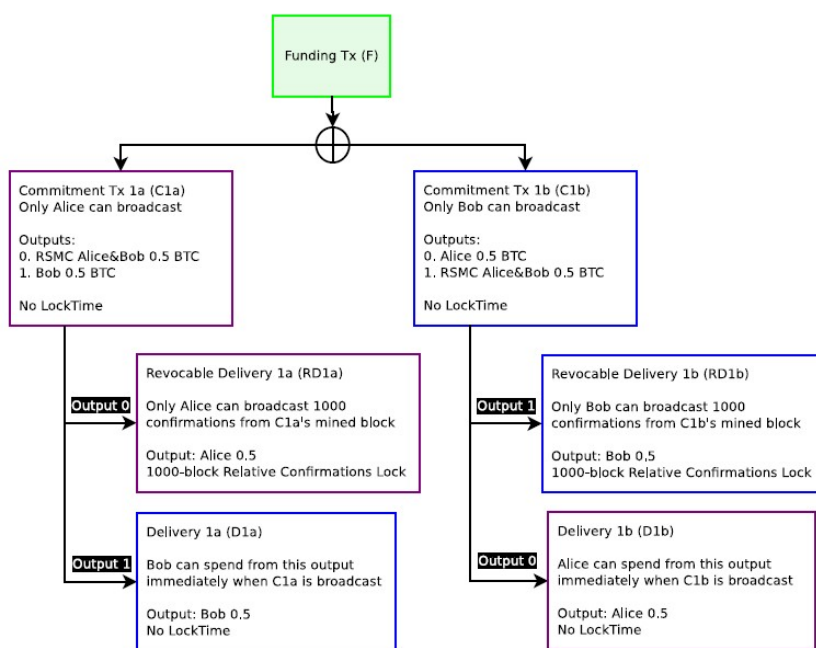 Funding Tx (F)
Commitment Tx 1a (C1a)
Only Alice can broadcast
Outputs:
0. RSMC Alice&Bob 0.5 BTC
1. Bob 0.5 BTC
No LockTime
Commitment Tx 1b (C1b)
Only Bob can broadcast
Outputs:
0. Alice 0.5 BTC
1. RSMC Alice&Bob 0.5 BTC
No LockTime
Output 0
Revocable Delivery 1a (RD1a)
Only Alice can broadcast 1000
confirmations from C1a's mined block
Output: Alice 0.5
1000-block Relative Confirmations Lock
Output 1
Revocable Delivery 1b (RD1b)
Only Bob can broadcast 1000
confirmations from C1b's mined block
Output: Bob 0.5
1000-block Relative Confirmations Lock
Output 1
Delivery 1a (D1a)
Bob can spend from this output
immediately when C1a is broadcast
Output: Bob 0.5
No LockTime
Output 0
Delivery 1b (D1b)
Alice can spend from this output
immediately when C1b is broadcast
Output: Alice 0.5
No LockTime